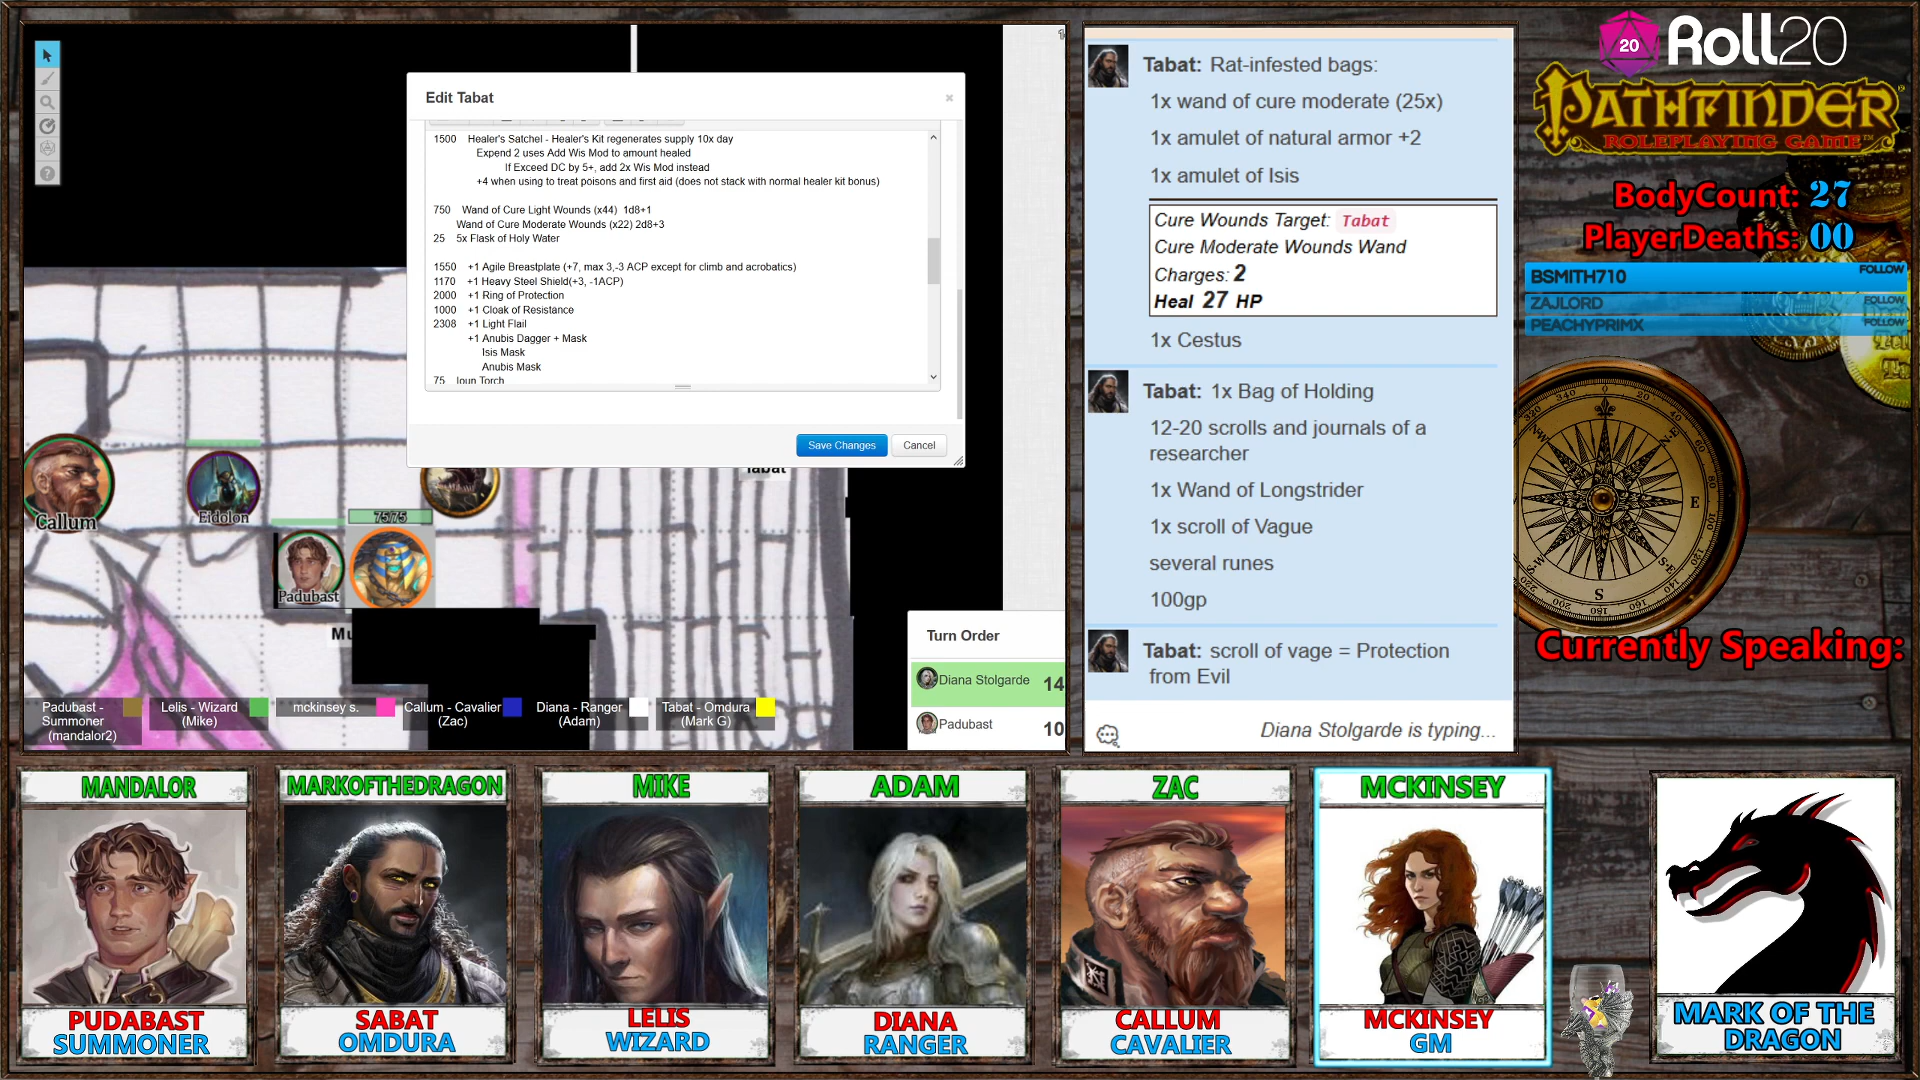 Edit Tabat
×
1500 Healer's Satchel - Healer's Kit regenerates supply 10x day
Expend 2 uses Add Wis Mod to amount healed
If Exceed DC by 5+, add 2x Wis Mod instead
+4 when using to treat poisons and first aid (does not stack with normal healer kit bonus)
750 Wand of Cure Light Wounds (x44) 1d8+1
Wand of Cure Moderate Wounds (x22) 2d8+3
25 5x Flask of Holy Water
1550 +1 Agile Breastplate (+7, max 3,-3 ACP except for climb and acrobatics)
1170 +1 Heavy Steel Shield(+3, -1ACP)
2000 +1 Ring of Protection
1000 +1 Cloak of Resistance
2308 +1 Light Flail
+1 Anubis Dagger + Mask
Isis Mask
Anubis Mask
75 Ioun Torch
Save Changes
Cancel
Tabat
Callum
Eidolon
75/75
Padubast
Mu
Turn Order
Diana Stolgarde 14
Padubast 10
Padubast -
Summoner
(mandalor2)
Lelis - Wizard
(Mike)
mckinsey s.
Callum - Cavalier
(Zac)
Diana - Ranger
(Adam)
Tabat - Omdura
(Mark G)
Tabat: Rat-infested bags:
1x wand of cure moderate (25x)
1x amulet of natural armor +2
1x amulet of Isis
Cure Wounds Target: Tabat
Cure Moderate Wounds Wand
Charges: 2
Heal 27 HP
1x Cestus
Tabat: 1x Bag of Holding
12-20 scrolls and journals of a
researcher
1x Wand of Longstrider
1x scroll of Vague
several runes
100gp
Tabat: scroll of vage = Protection
from Evil
Diana Stolgarde is typing...
20
Roll20
PATHFINDER
ROLEPLAYING GAME™
BodyCount: 27
PlayerDeaths: 00
BSMITH710 FOLLOW
ZAJLORD FOLLOW
PEACHYPRIMX FOLLOW
Currently Speaking:
MANDALOR
PUDABAST
SUMMONER
MARKOFTHEDRAGON
SABAT
OMDURA
MIKE
LELIS
WIZARD
ADAM
DIANA
RANGER
ZAC
CALLUM
CAVALIER
MCKINSEY
MCKINSEY
GM
MARK OF THE
DRAGON